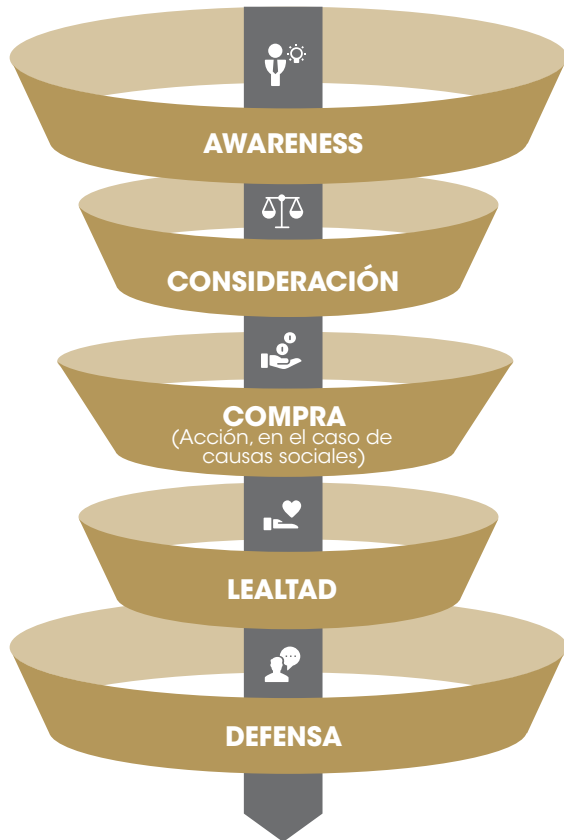 AWARENESS
CONSIDERACIÓN
COMPRA
(Acción, en el caso de
causas sociales)
LEALTAD
DEFENSA